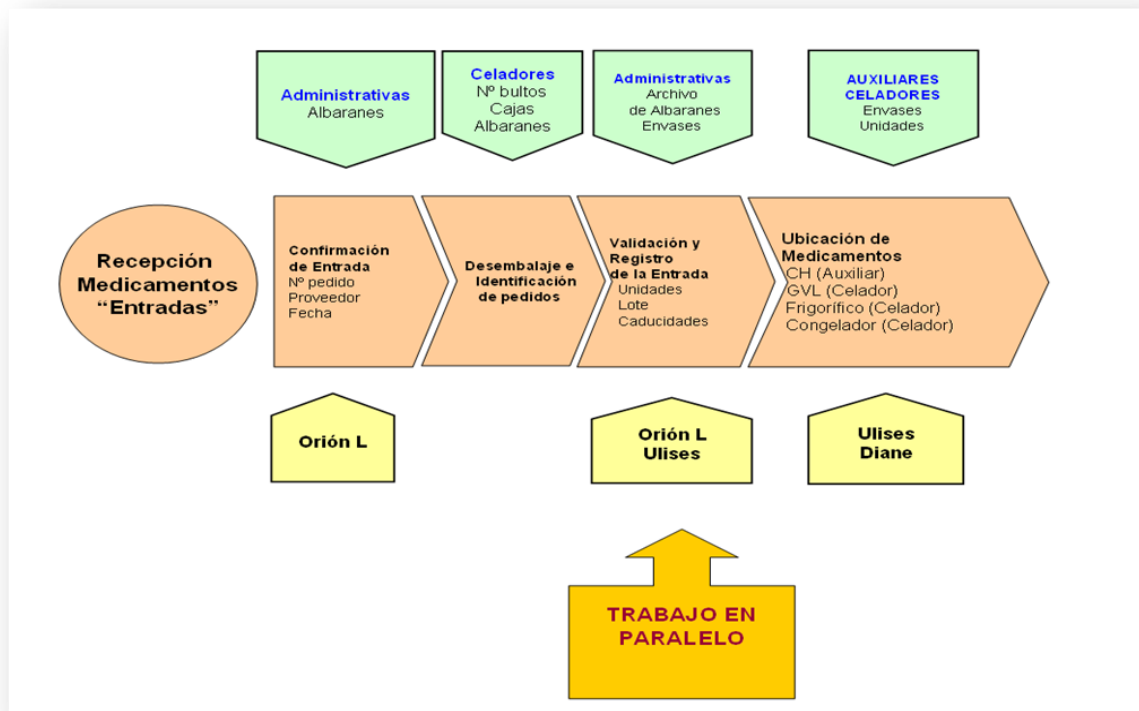 Administrativas
Albaranes
Celadores
Nº bultos
Cajas
Albaranes
Administrativas
Archivo
de Albaranes
Envases
AUXILIARES
CELADORES
Envases
Unidades
Recepción
Medicamentos
“Entradas”
Confirmación
de Entrada
Nº pedido
Proveedor
Fecha
Desembalaje e
Identificación
de pedidos
Validación y
Registro
de la Entrada
Unidades
Lote
Caducidades
Ubicación de
Medicamentos
CH (Auxiliar)
GVL (Celador)
Frigorífico (Celador)
Congelador (Celador)
Orión L
Orión L
Ulises
Ulises
Diane
TRABAJO EN
PARALELO